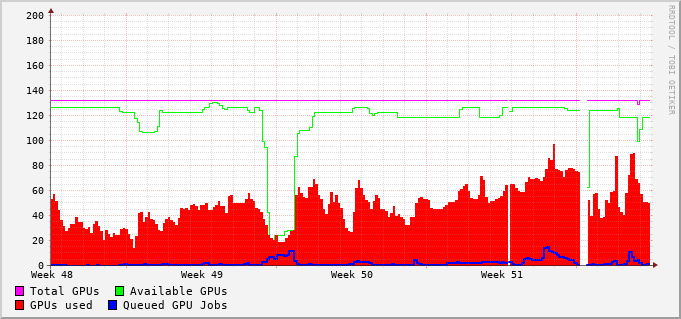 RRDTOOL / TOBI OETIKER
200
180
160
140
120
100
80
60
40
20
0
Week 48 Week 49 Week 50 Week 51
Total GPUs Available GPUs
GPUs used Queued GPU Jobs